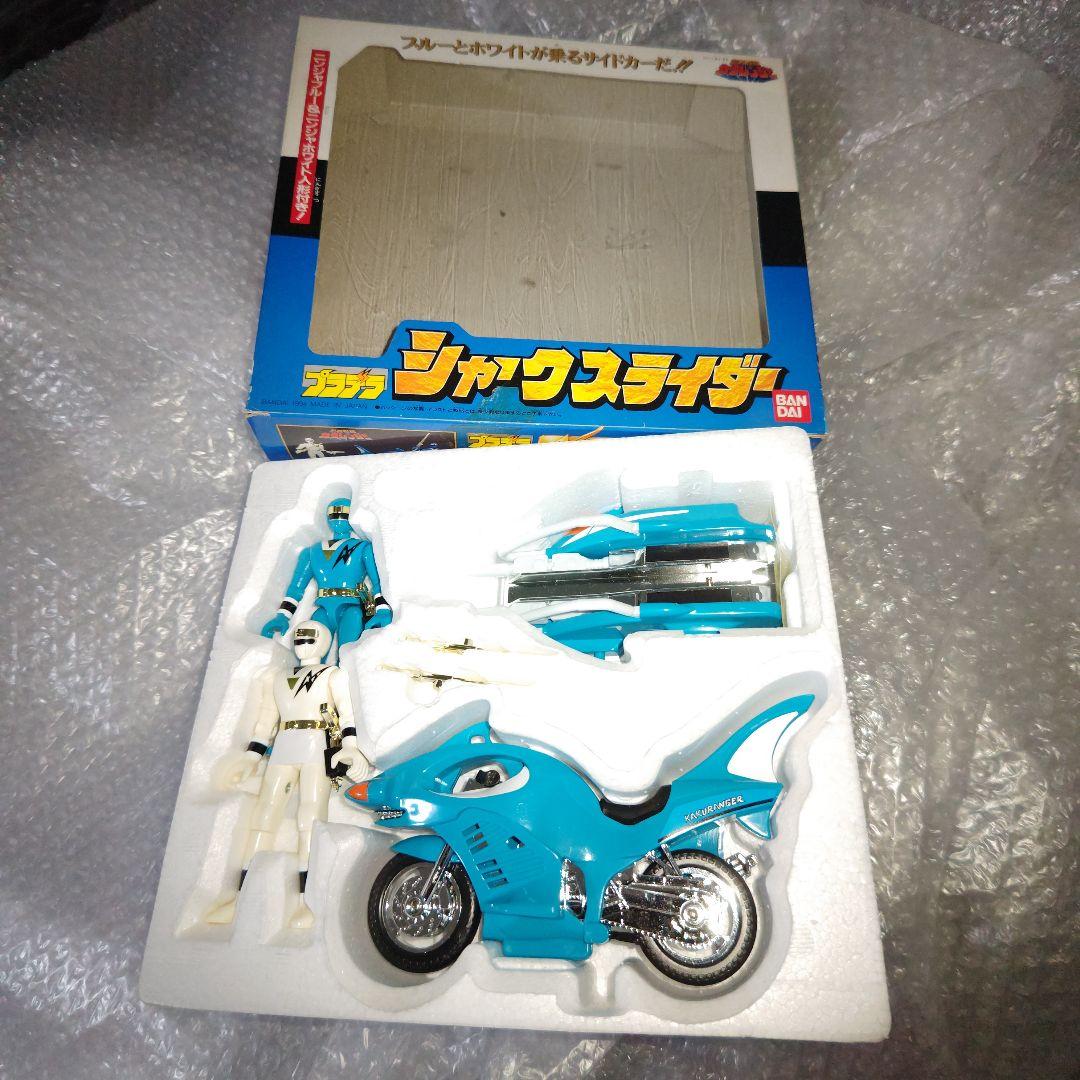 ブルーとホワイトが乗るサイドカーだ!!
ニンジャブルー&ニンジャホワイト人形付き!
プラデラ
シャークスライダー
BAN
DAI
BANDAI 1994 MADE IN JAPAN
プラデラ
KAKURANGER